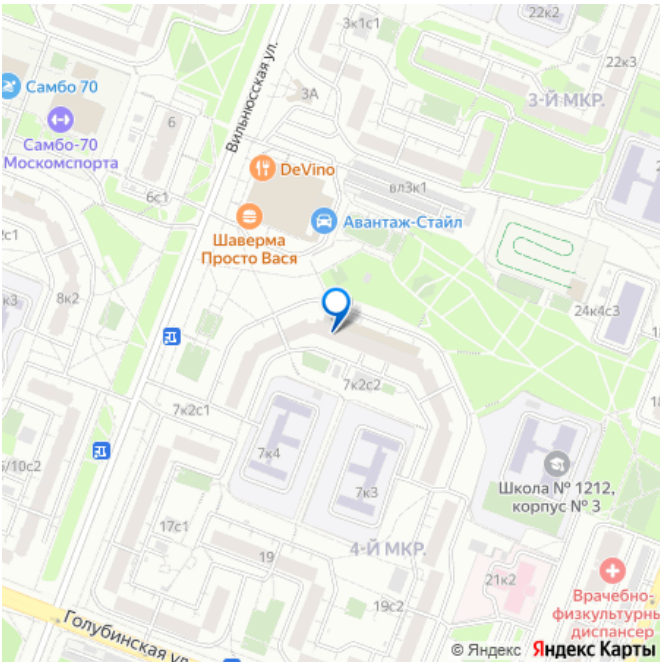 22к2
3к1с1
22к3
Самбо 70
Вильнюсская ул.
3А
3-Й МКР.
6
Самбо-70
Москомспорта
DeVino
вл3к1
6с1
Авантаж-Стайл
Шаверма
Просто Вася
8к2
к3
24к4с3
7к2с2
7к2с1
7к4
7к3
Школа № 1212,
корпус № 3
17с1
4-Й МКР.
19
21к2
19с2
Врачебно-
физкультурны
диспансер
Голубинская ул.
© Яндекс Яндекс Карты